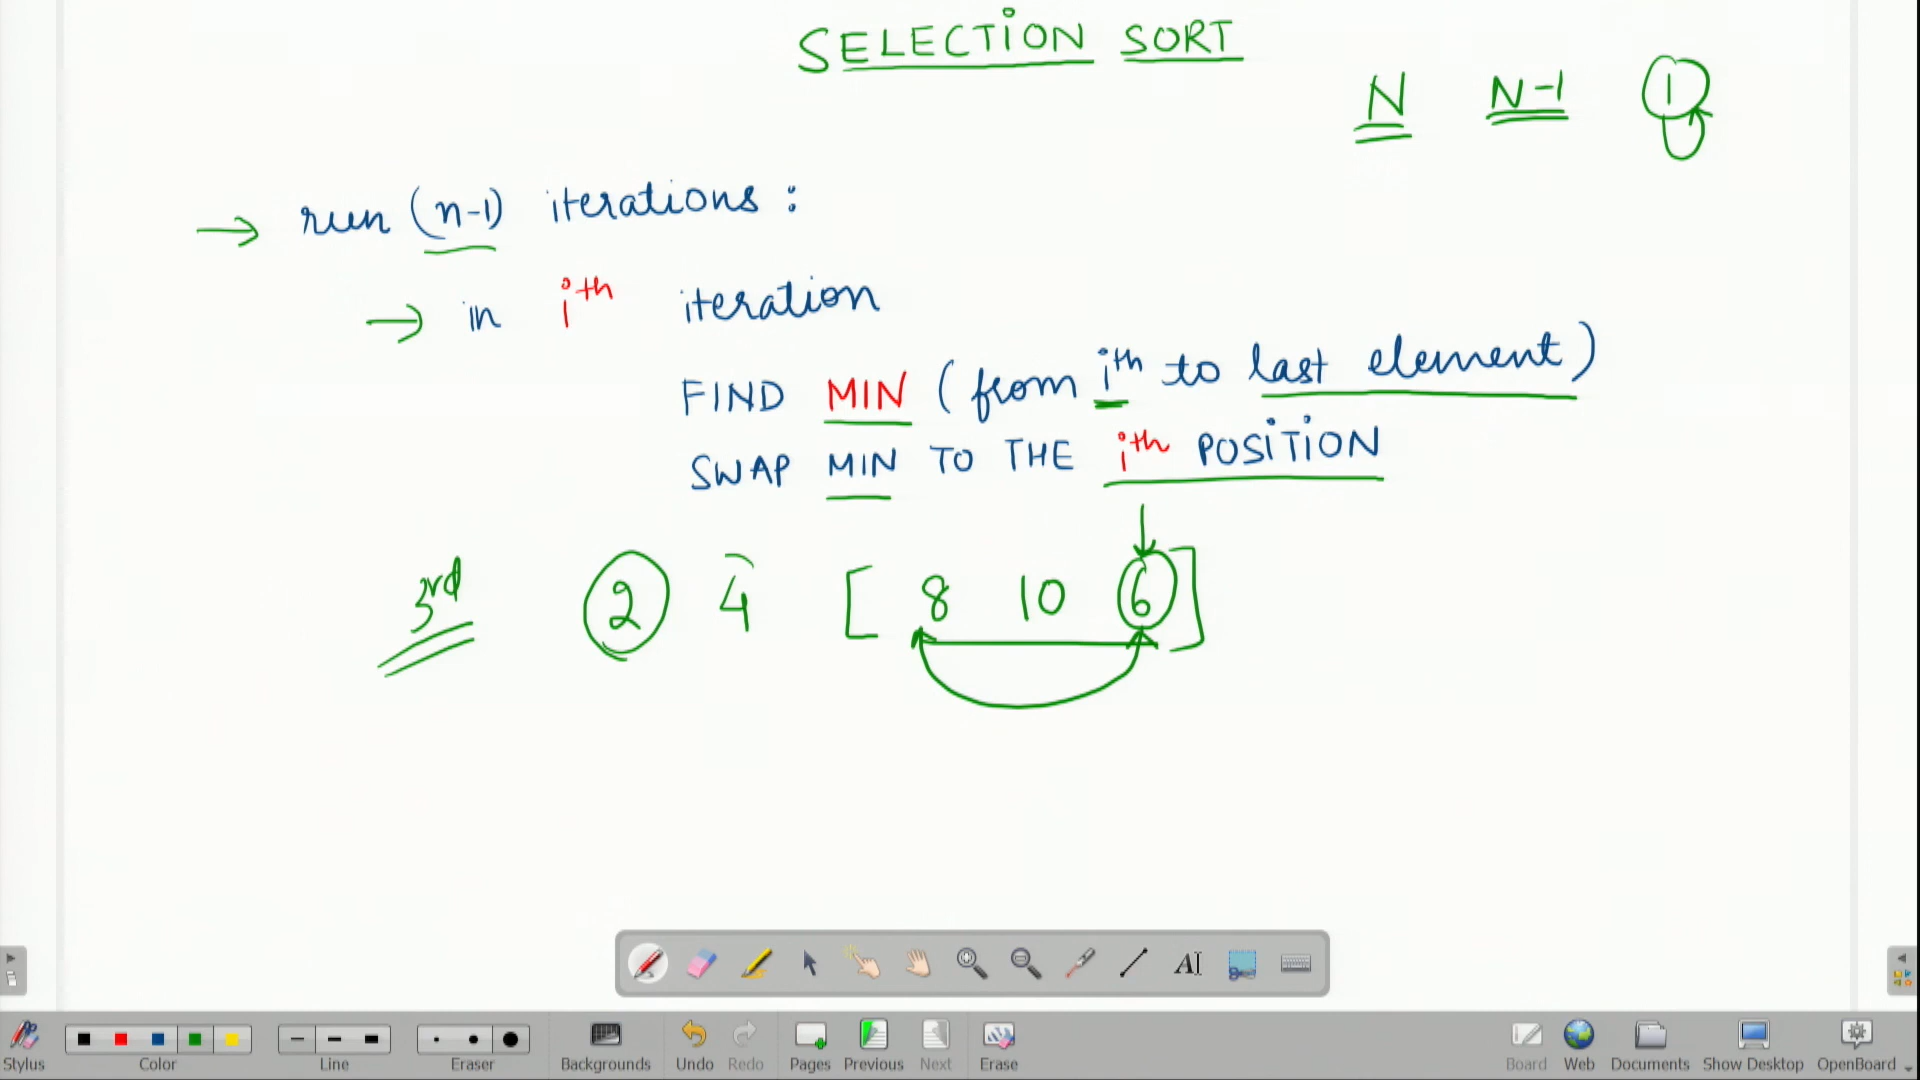 SELECTION SORT
N N-1 1
→ run (n-1) iterations :
→ in ith iteration
FIND MIN (from ith to last element)
SWAP MIN TO THE ith POSITION
3rd 2 4 [ 8 10 6 ]
Stylus Color Line Eraser Backgrounds Undo Redo Pages Previous Next Erase Board Web Documents Show Desktop OpenBoard